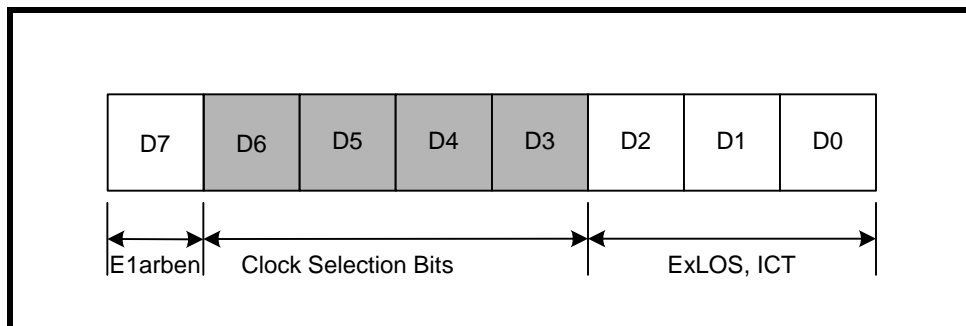 D7 D6 D5 D4 D3 D2 D1 D0
E1arben Clock Selection Bits ExLOS, ICT